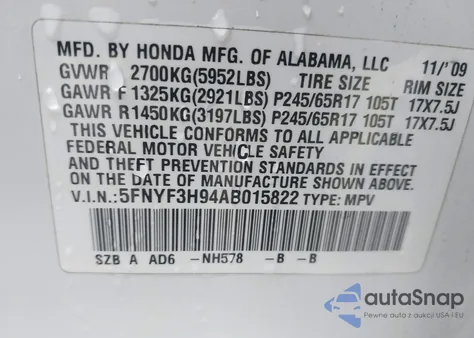 MFD. BY HONDA MFG. OF ALABAMA, LLC 11/'09
GVWR 2700KG(5952LBS) TIRE SIZE RIM SIZE
GAWR F 1325KG(2921LBS) P245/65R17 105T 17X7.5J
GAWR R 1450KG(3197LBS) P245/65R17 105T 17X7.5J
THIS VEHICLE CONFORMS TO ALL APPLICABLE
FEDERAL MOTOR VEHICLE SAFETY
AND THEFT PREVENTION STANDARDS IN EFFECT
ON THE DATE OF MANUFACTURE SHOWN ABOVE.
V.I.N.: 5FNYF3H94AB015822 TYPE: MPV
SZB A AD6 -NH578 -B -B
autoSnap
Pewne auto z aukcji USA i EU